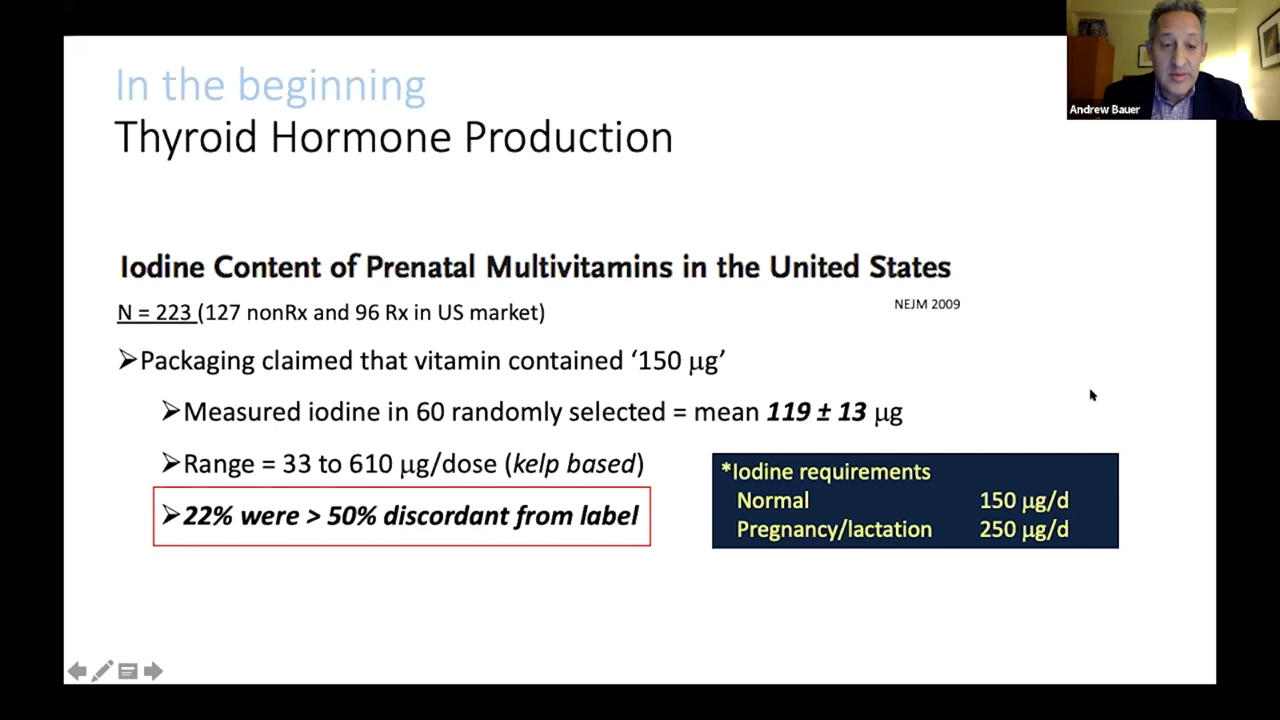 In the beginning
Thyroid Hormone Production
Andrew Bauer
Iodine Content of Prenatal Multivitamins in the United States
NEJM 2009
N = 223 (127 nonRx and 96 Rx in US market)
➢Packaging claimed that vitamin contained ‘150 µg’
➢Measured iodine in 60 randomly selected = mean 119 ± 13 µg
➢Range = 33 to 610 µg/dose (kelp based)
➢22% were > 50% discordant from label
*Iodine requirements
Normal 150 µg/d
Pregnancy/lactation 250 µg/d